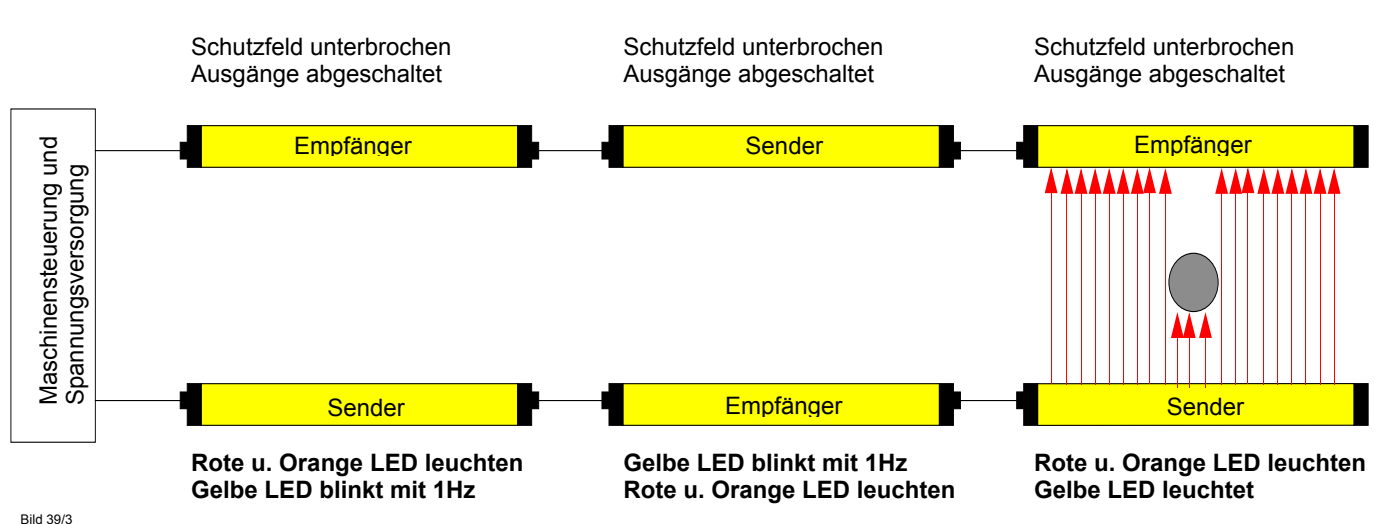 Schutzfeld unterbrochen
Ausgänge abgeschaltet
Schutzfeld unterbrochen
Ausgänge abgeschaltet
Schutzfeld unterbrochen
Ausgänge abgeschaltet
Maschinensteuerung und
Spannungsversorgung
Empfänger
Sender
Empfänger
Sender
Empfänger
Sender
Rote u. Orange LED leuchten
Gelbe LED blinkt mit 1Hz
Gelbe LED blinkt mit 1Hz
Rote u. Orange LED leuchten
Rote u. Orange LED leuchten
Gelbe LED leuchtet
Bild 39/3